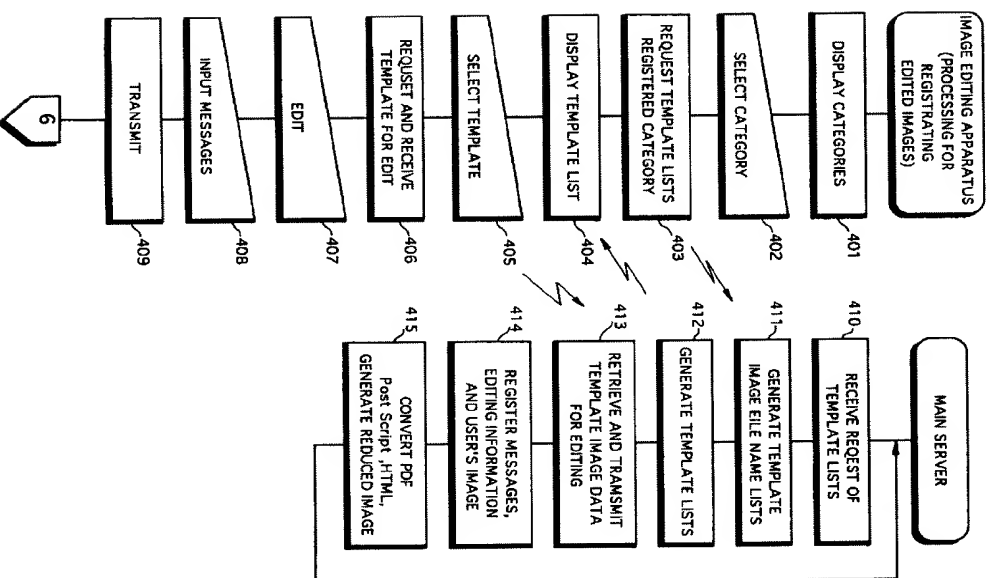 IMAGE EDITING APPARATUS
(PROCESSING FOR
REGISTRATING
EDITED IMAGES)
DISPLAY CATEGORIES
401
SELECT CATEGORY
402
REQUEST TEMPLATE LISTS
REGISTERED CATEGORY
403
DISPLAY TEMPLATE LIST
404
SELECT TEMPLATE
405
REQUSET AND RECEIVE
TEMPLATE FOR EDIT
406
EDIT
407
INPUT MESSAGES
408
TRANSMIT
409
6
MAIN SERVER
410
RECEIVE REQEST OF
TEMPLATE LISTS
411
GENERATE TEMPLATE
IMAGE EILE NAME LISTS
412
GENERATE TEMPLATE LISTS
413
RETRIEVE AND TRAMSMIT
TEMPLATE IMAGE DATA
FOR EDITING
414
REGISTER MESSAGES,
EDITING INFORMATION
AND USER'S IMAGE
415
CONVERT PDF
Post Script ,HTML,
GENERATE REDUCED IMAGE